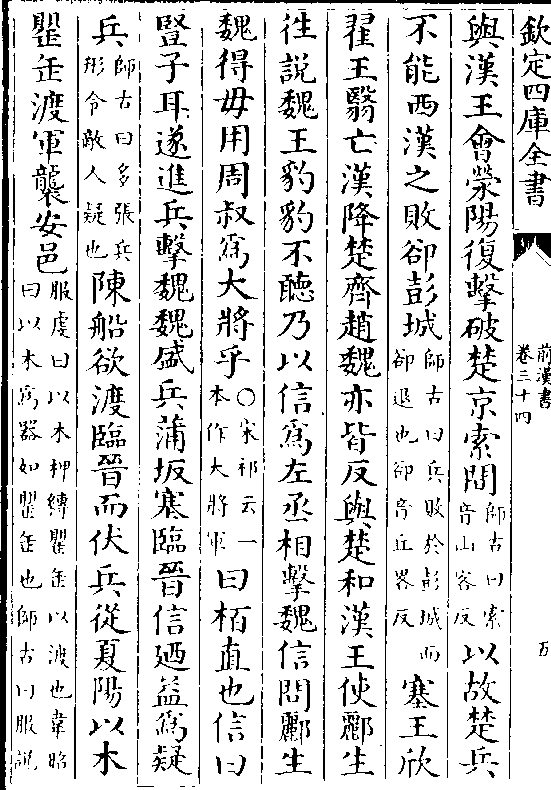 欽定四庫全書
前漢書
卷三十四
五
與漢王會滎陽復擊破楚京索間師古曰索音山客反以故楚兵
不能西漢之敗卻彭城師古曰兵敗於彭城而卻退也卻音丘畧反塞王欣
翟王翳亡漢降楚齊趙魏亦皆反與楚和漢王使酈生
徃說魏王豹豹不聽乃以信為左丞相擊魏信問酈生
魏得毋用周叔為大將乎○宋祁云一本作大將軍曰栢直也信曰
豎子耳遂進兵擊魏魏盛兵蒲坂塞臨晉信廼益為疑
兵師古曰多張兵形令敵人疑也陳船欲渡臨晉而伏兵從夏陽以木
罌缶渡軍襲安邑服虔曰以木柙縛罌缶以渡也韋昭曰以木為器如罌缶也師古曰服說